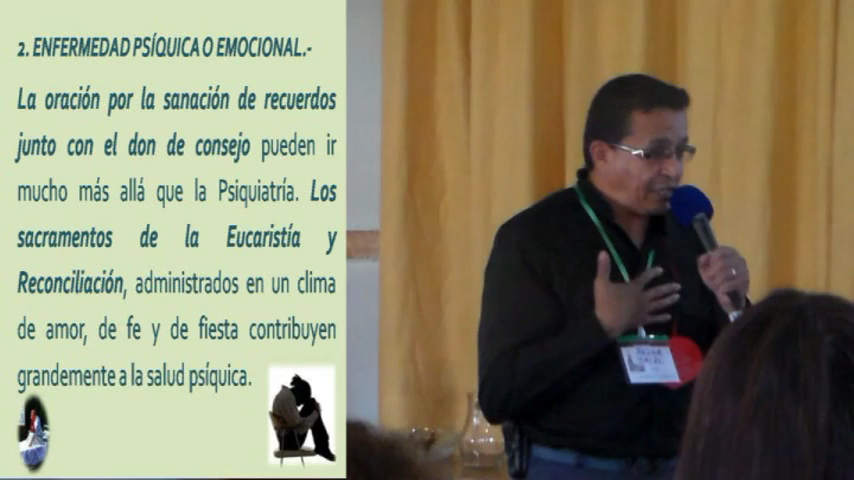 2. ENFERMEDAD PSÍQUICA O EMOCIONAL.-
La oración por la sanación de recuerdos
junto con el don de consejo pueden ir
mucho más allá que la Psiquiatría. Los
sacramentos de la Eucaristía y
Reconciliación, administrados en un clima
de amor, de fe y de fiesta contribuyen
grandemente a la salud psíquica.